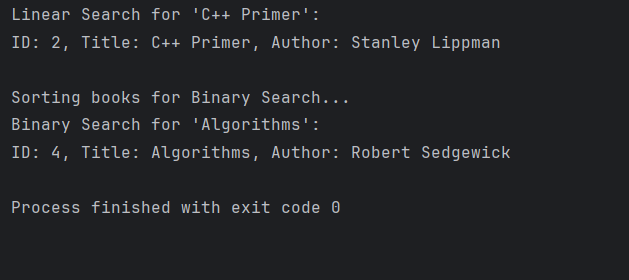 Linear Search for 'C++ Primer':
ID: 2, Title: C++ Primer, Author: Stanley Lippman
Sorting books for Binary Search...
Binary Search for 'Algorithms':
ID: 4, Title: Algorithms, Author: Robert Sedgewick
Process finished with exit code 0